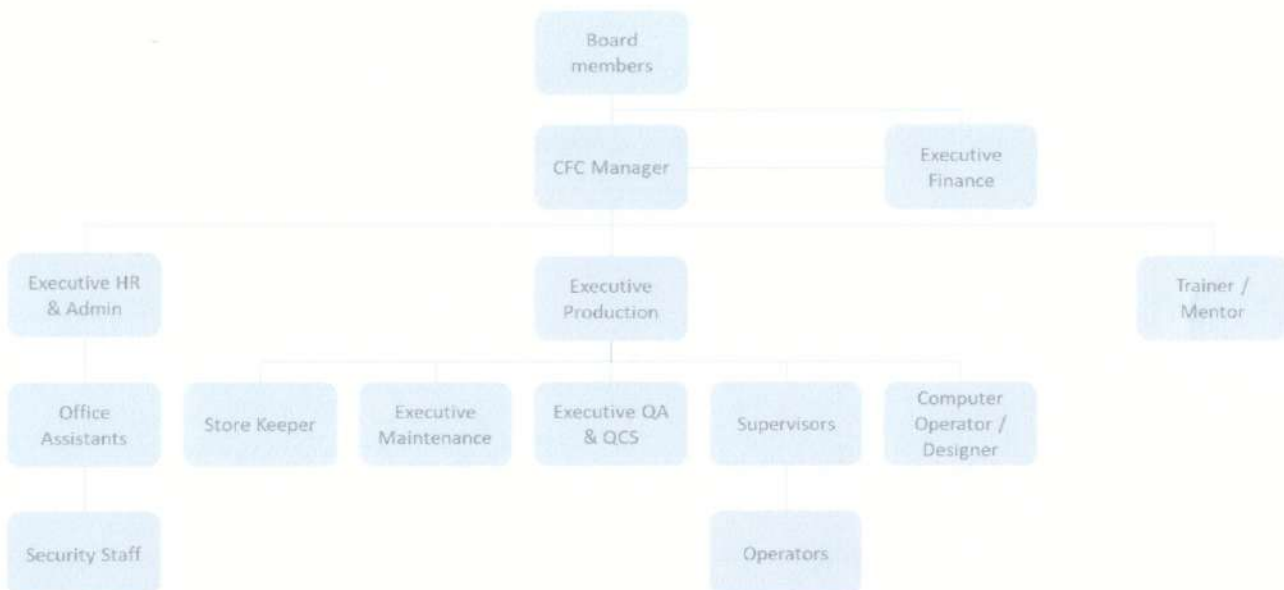 Board
members
CFC Manager
Executive
Finance
Executive HR
& Admin
Executive
Production
Trainer /
Mentor
Office
Assistants
Store Keeper
Executive
Maintenance
Executive QA
& QCS
Supervisors
Computer
Operator /
Designer
Security Staff
Operators